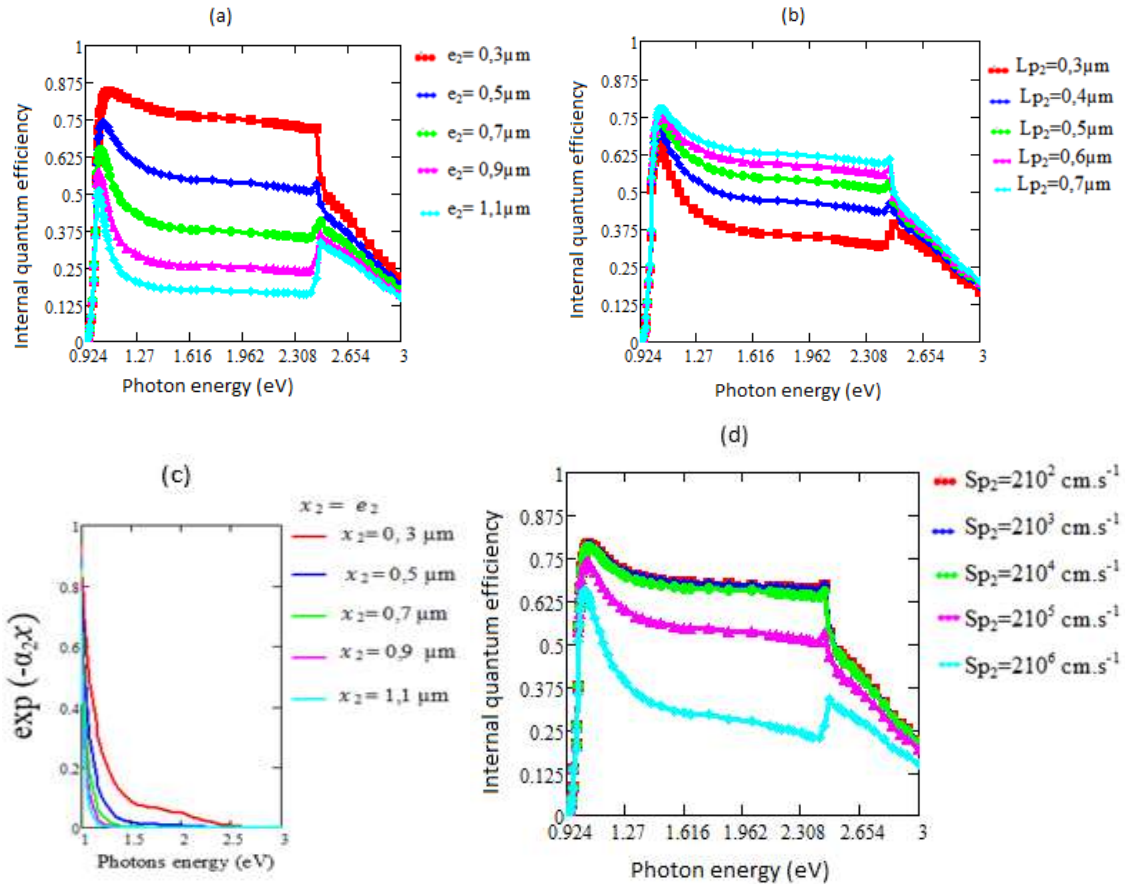 (a)
Internal quantum efficiency
1
0.875
0.75
0.625
0.5
0.375
0.25
0.125
0
0.924 1.27 1.616 1.962 2.308 2.654 3
Photon energy (eV)
e₂= 0,3µm
e₂= 0,5µm
e₂= 0,7µm
e₂= 0,9µm
e₂= 1,1µm
(b)
Internal quantum efficiency
1
0.875
0.75
0.625
0.5
0.375
0.25
0.125
0
0.924 1.27 1.616 1.962 2.308 2.654 3
Photon energy (eV)
Lp₂=0,3µm
Lp₂=0,4µm
Lp₂=0,5µm
Lp₂=0,6µm
Lp₂=0,7µm
(c)
exp (-α₂x)
1
0.8
0.6
0.4
0.2
0
1 1.5 2 2.5 3
Photons energy (eV)
x₂ = e₂
x₂ = 0, 3 µm
x₂ = 0,5 µm
x₂ = 0,7 µm
x₂ = 0,9 µm
x₂ = 1,1 µm
(d)
Internal quantum efficiency
1
0.875
0.75
0.625
0.5
0.375
0.25
0.125
0
0.924 1.27 1.616 1.962 2.308 2.654 3
Photon energy (eV)
Sp₂=210² cm.s⁻¹
Sp₂=210³ cm.s⁻¹
Sp₂=210⁴ cm.s⁻¹
Sp₂=210⁵ cm.s⁻¹
Sp₂=210⁶ cm.s⁻¹